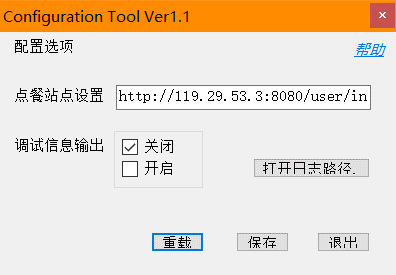 Configuration Tool Ver1.1
配置选项
帮助
点餐站点设置 http://119.29.53.3:8080/user/in
调试信息输出
关闭
开启
打开日志路径.
重载 保存 退出